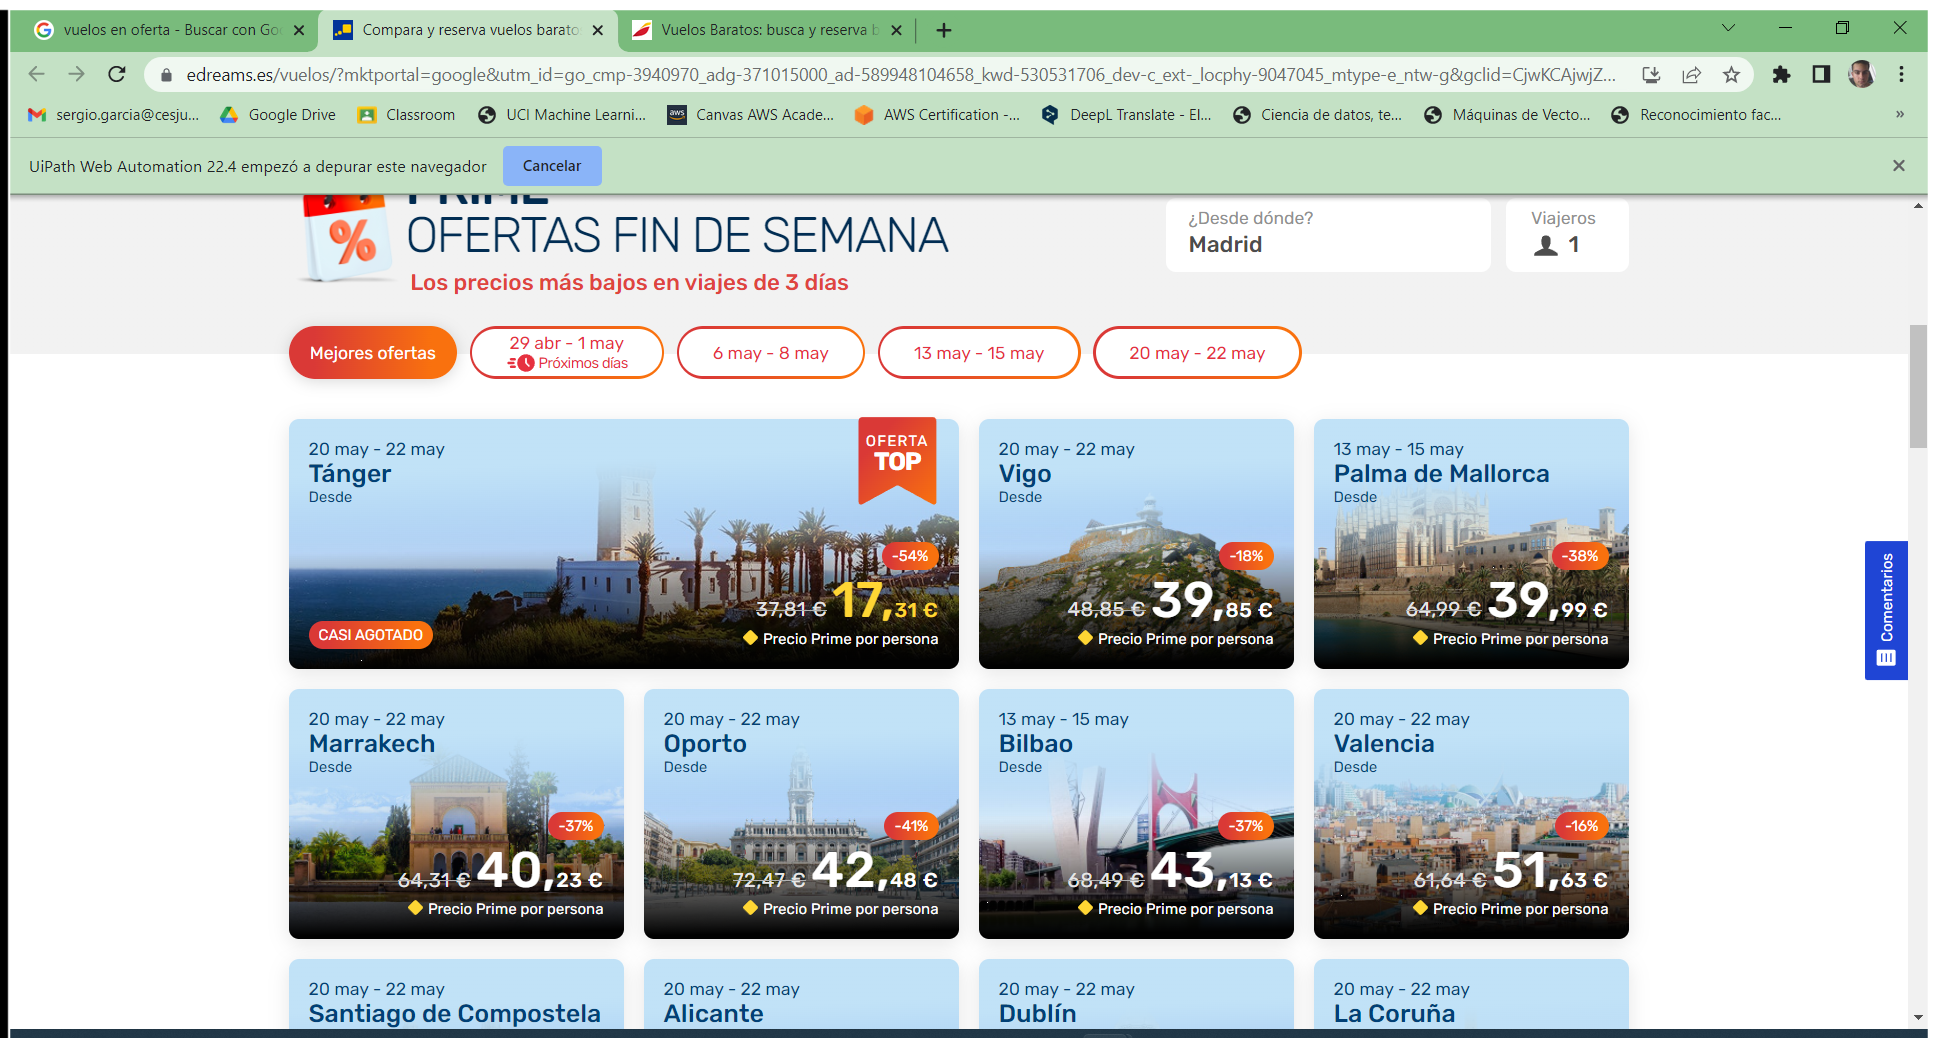 vuelos en oferta - Buscar con Goo
Compara y reserva vuelos barato
Vuelos Baratos: busca y reserva b
edreams.es/vuelos/?mktportal=google&utm_id=go_cmp-3940970_adg-371015000_ad-589948104658_kwd-530531706_dev-c_ext-_locphy-9047045_mtype-e_ntw-g&gclid=CjwKCAjwjZ...
sergio.garcia@cesju...
Google Drive
Classroom
UCI Machine Learni...
aws
Canvas AWS Acade...
AWS Certification -...
DeepL Translate - El...
Ciencia de datos, te...
Máquinas de Vecto...
Reconocimiento fac...
»
UiPath Web Automation 22.4 empezó a depurar este navegador
Cancelar
%
PRIME
OFERTAS FIN DE SEMANA
Los precios más bajos en viajes de 3 días
¿Desde dónde?
Madrid
Viajeros
1
Mejores ofertas
29 abr - 1 may
Próximos días
6 may - 8 may
13 may - 15 may
20 may - 22 may
20 may - 22 may
Tánger
Desde
OFERTA
TOP
-54%
37,81 € 17,31 €
CASI AGOTADO
Precio Prime por persona
20 may - 22 may
Vigo
Desde
-18%
48,85 € 39,85 €
Precio Prime por persona
13 may - 15 may
Palma de Mallorca
Desde
-38%
64,99 € 39,99 €
Precio Prime por persona
Comentarios
20 may - 22 may
Marrakech
Desde
-37%
64,31 € 40,23 €
Precio Prime por persona
20 may - 22 may
Oporto
Desde
-41%
72,47 € 42,48 €
Precio Prime por persona
13 may - 15 may
Bilbao
Desde
-37%
68,49 € 43,13 €
Precio Prime por persona
20 may - 22 may
Valencia
Desde
-16%
61,64 € 51,63 €
Precio Prime por persona
20 may - 22 may
Santiago de Compostela
20 may - 22 may
Alicante
20 may - 22 may
Dublín
20 may - 22 may
La Coruña